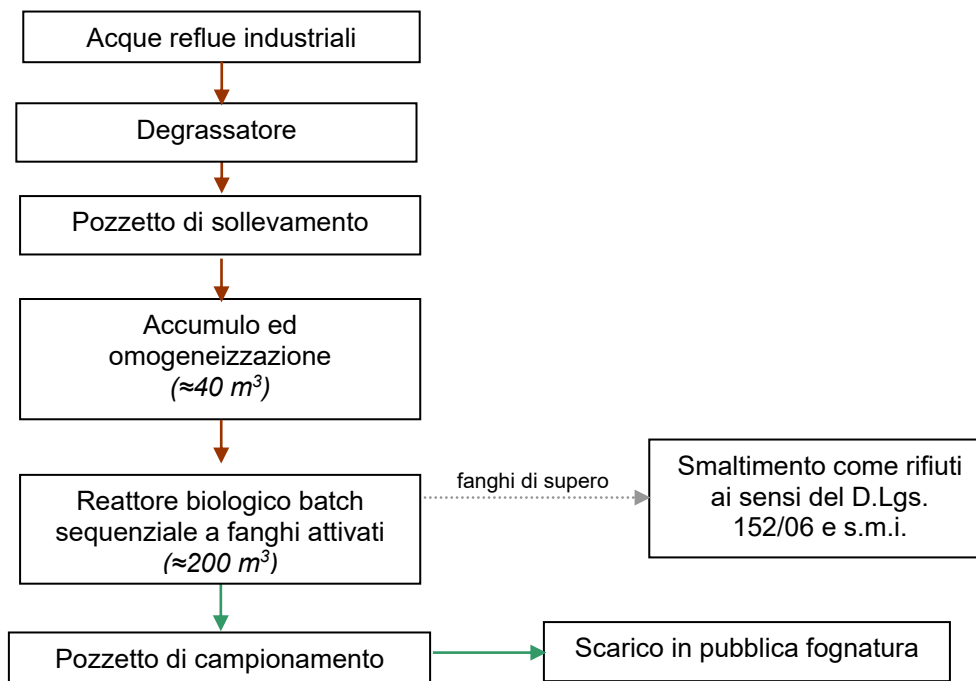 Acque reflue industriali
Degrassatore
Pozzetto di sollevamento
Accumulo ed
omogeneizzazione
(≈40 m³)
Reattore biologico batch
sequenziale a fanghi attivati
(≈200 m³)
fanghi di supero
Smaltimento come rifiuti
ai sensi del D.Lgs.
152/06 e s.m.i.
Pozzetto di campionamento
Scarico in pubblica fognatura